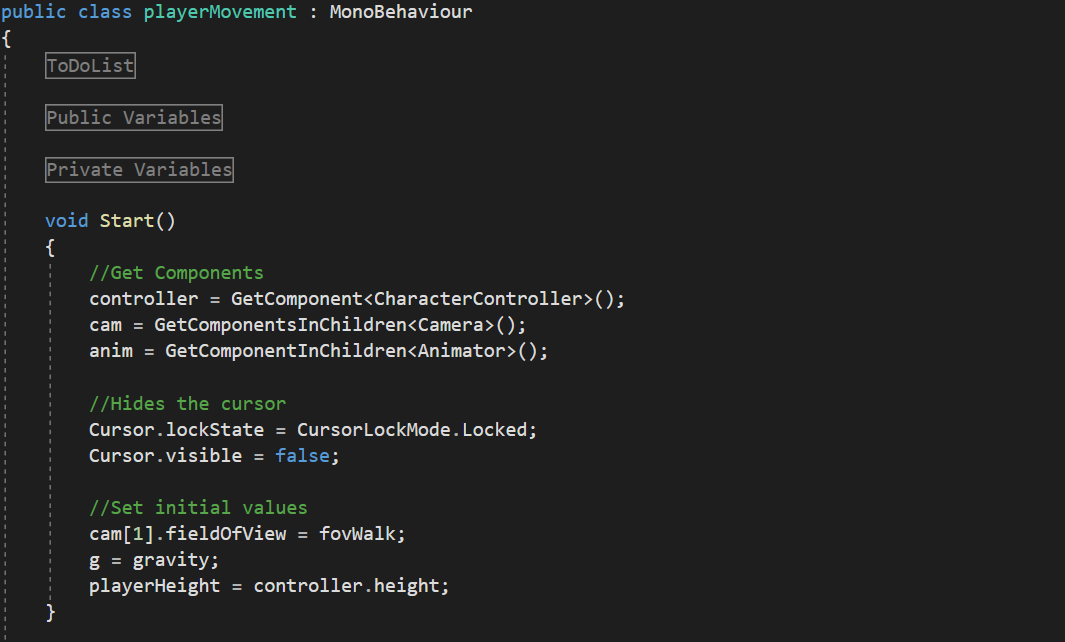 public class playerMovement : MonoBehaviour
{
ToDoList
Public Variables
Private Variables
void Start()
{
//Get Components
controller = GetComponent<CharacterController>();
cam = GetComponentsInChildren<Camera>();
anim = GetComponentInChildren<Animator>();
//Hides the cursor
Cursor.lockState = CursorLockMode.Locked;
Cursor.visible = false;
//Set initial values
cam[1].fieldOfView = fovWalk;
g = gravity;
playerHeight = controller.height;
}